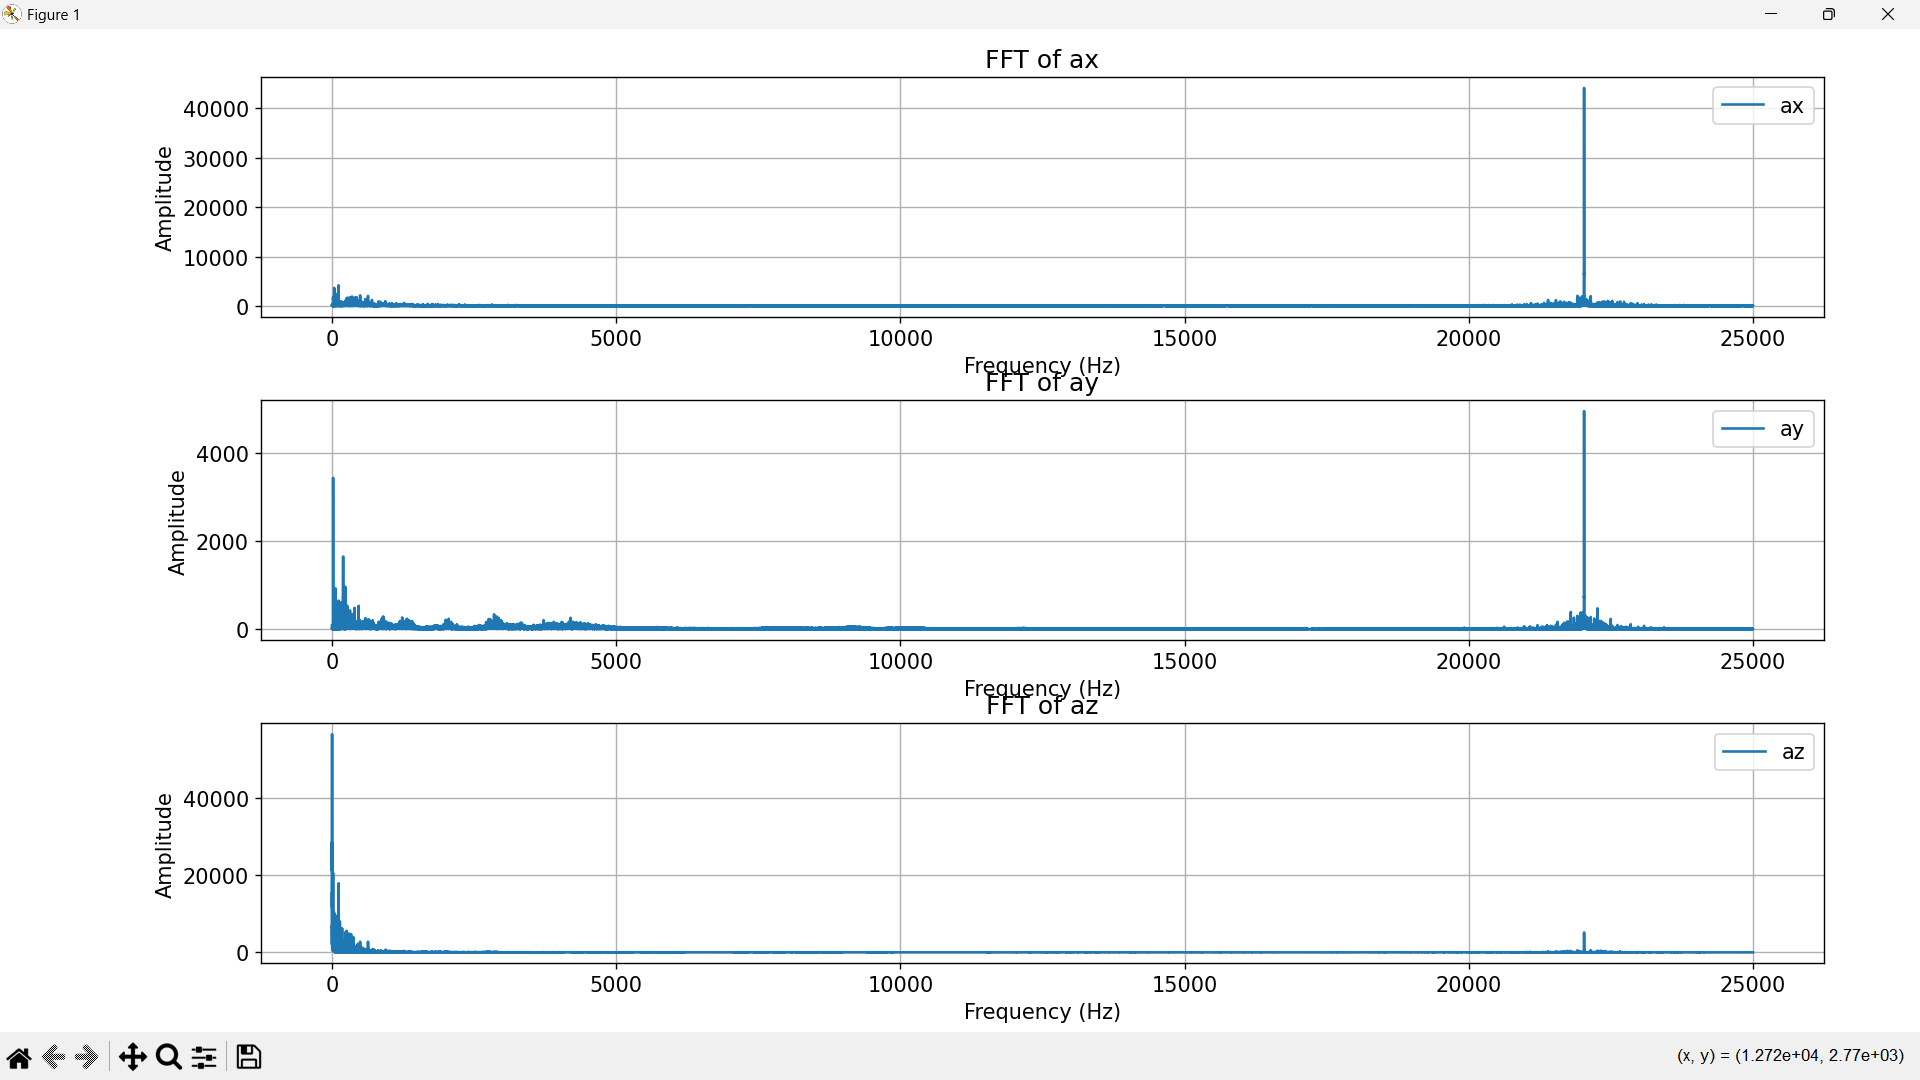 Figure 1
FFT of ax
40000
30000
20000
10000
0
Amplitude
ax
0 5000 10000 15000 20000 25000
Frequency (Hz)
FFT of ay
4000
2000
0
Amplitude
ay
0 5000 10000 15000 20000 25000
Frequency (Hz)
FFT of az
40000
20000
0
Amplitude
az
0 5000 10000 15000 20000 25000
Frequency (Hz)
(x, y) = (1.272e+04, 2.77e+03)